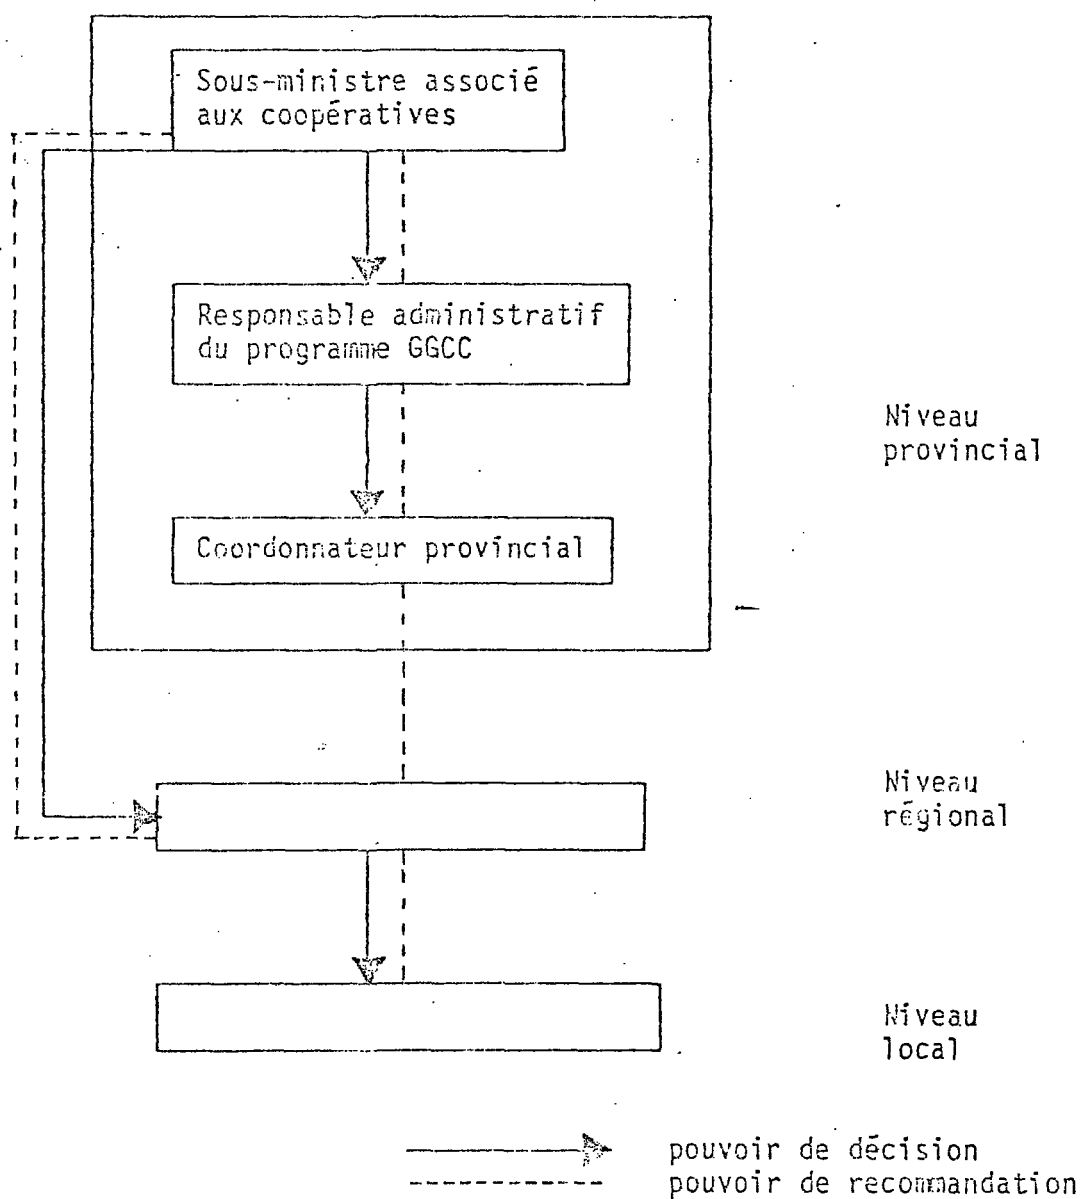 Sous-ministre associé
aux coopératives
Responsable administratif
du programme GGCC
Niveau
provincial
Coordonnateur provincial
Niveau
régional
Niveau
local
pouvoir de décision
pouvoir de recommandation